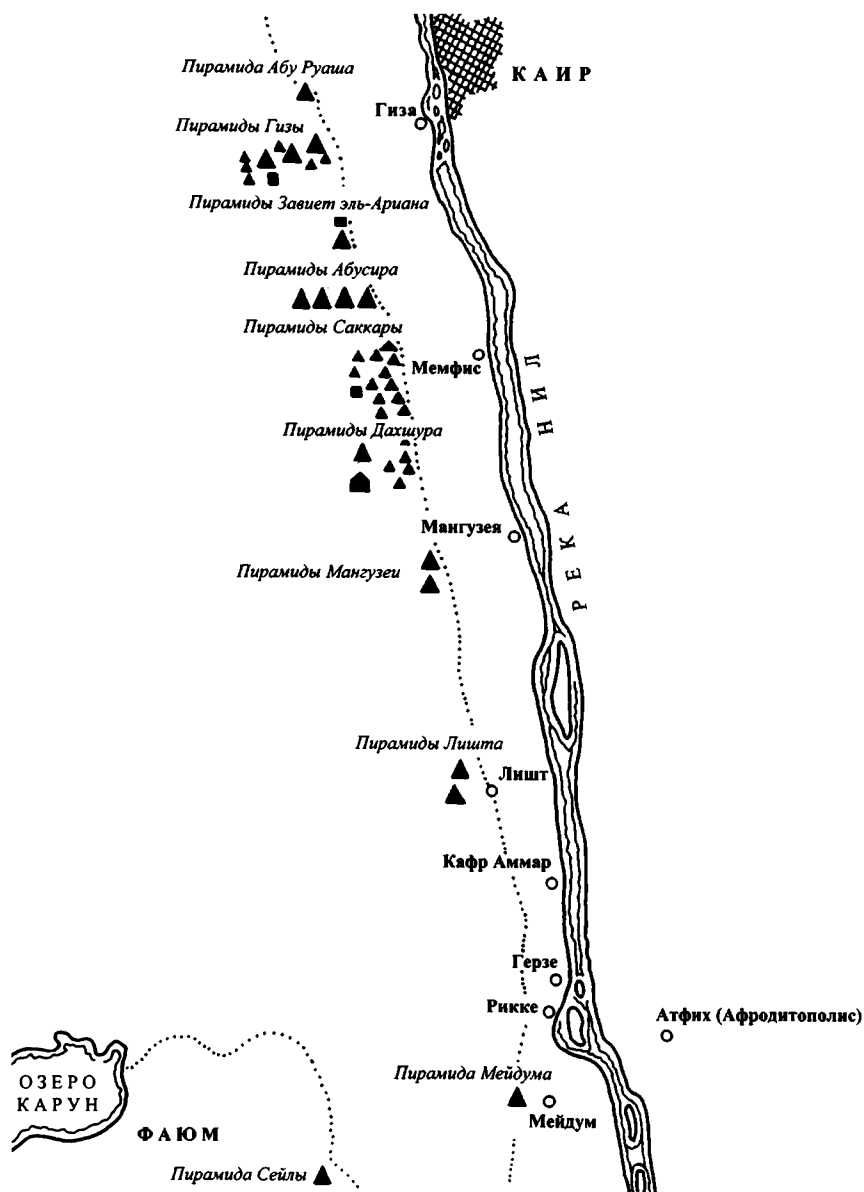 Пирамида Абу Руаша
КАИР
Гиза
Пирамиды Гизы
Пирамиды Завиет эль-Ариана
Пирамиды Абусира
Пирамиды Саккары
Мемфис
РЕКА НИЛ
Пирамиды Дахшура
Мангузея
Пирамиды Мангузеи
Пирамиды Лишта
Лишт
Кафр Аммар
Герзе
Рикке
Атфих (Афродитополис)
Пирамида Мейдума
Мейдум
ОЗЕРО
КАРУН
ФАЮМ
Пирамида Сейлы